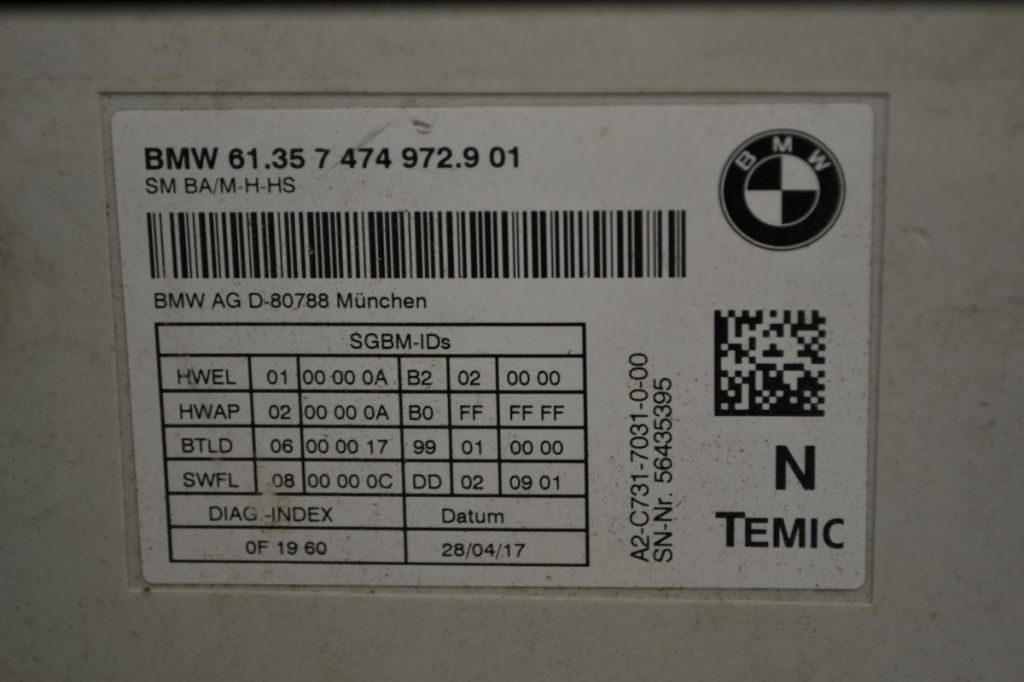 BMW 61.35 7 474 972.9 01
SM BA/M-H-HS
BMW
BMW AG D-80788 München
SGBM-IDs
HWEL 01 00 00 0A B2 02 00 00
HWAP 02 00 00 0A B0 FF FF FF
BTLD 06 00 00 17 99 01 00 00
SWFL 08 00 00 0C DD 02 09 01
DIAG.-INDEX Datum
0F 19 60 28/04/17
A2-C731-7031-0-00
SN-Nr. 56435395
N
TEMIC